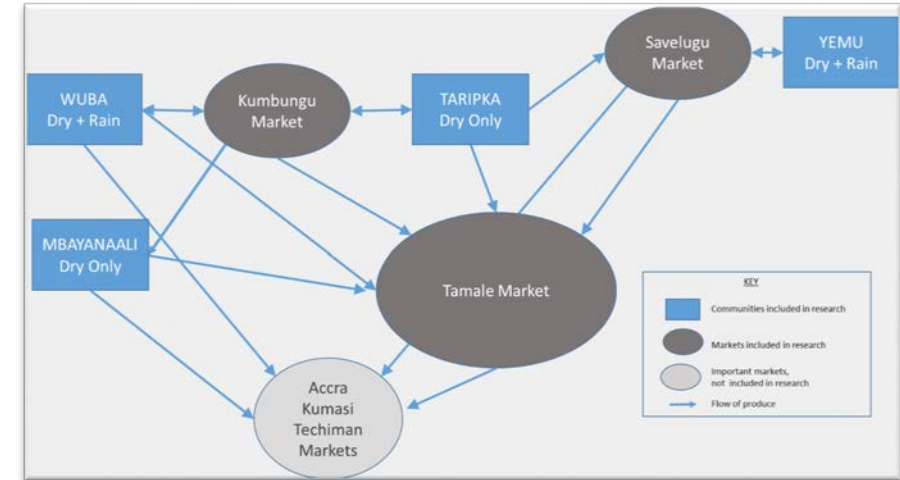 Savelugu
Market
YEMU
Dry + Rain
WUBA
Dry + Rain
Kumbungu
Market
TARIPKA
Dry Only
MBAYANAALI
Dry Only
Tamale Market
Accra
Kumasi
Techiman
Markets
KEY
Communities included in research
Markets included in research
Important markets,
not included in research
Flow of produce